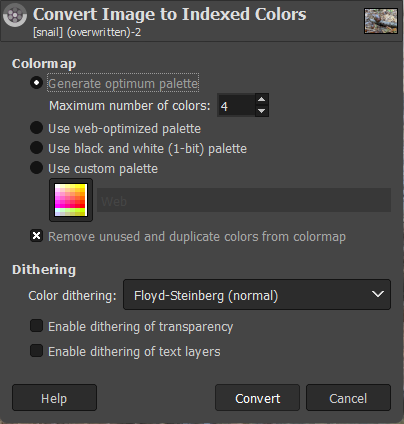 Convert Image to Indexed Colors
[snail] (overwritten)-2
Colormap
Generate optimum palette
Maximum number of colors: 4
Use web-optimized palette
Use black and white (1-bit) palette
Use custom palette
Web
Remove unused and duplicate colors from colormap
Dithering
Color dithering: Floyd-Steinberg (normal)
Enable dithering of transparency
Enable dithering of text layers
Help Convert Cancel